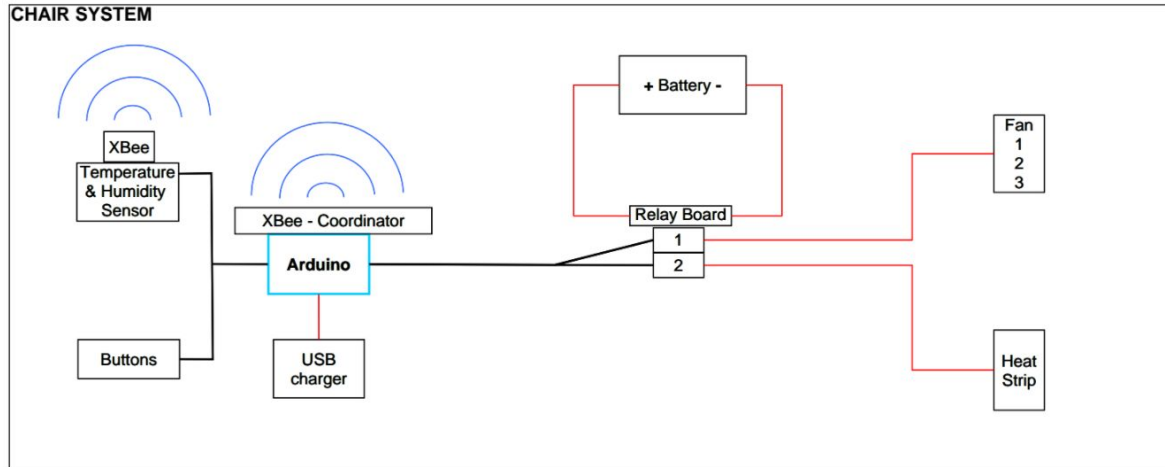 CHAIR SYSTEM
XBee
Temperature
& Humidity
Sensor
XBee - Coordinator
Arduino
Buttons
USB
charger
+ Battery -
Relay Board
1
2
Fan
1
2
3
Heat
Strip